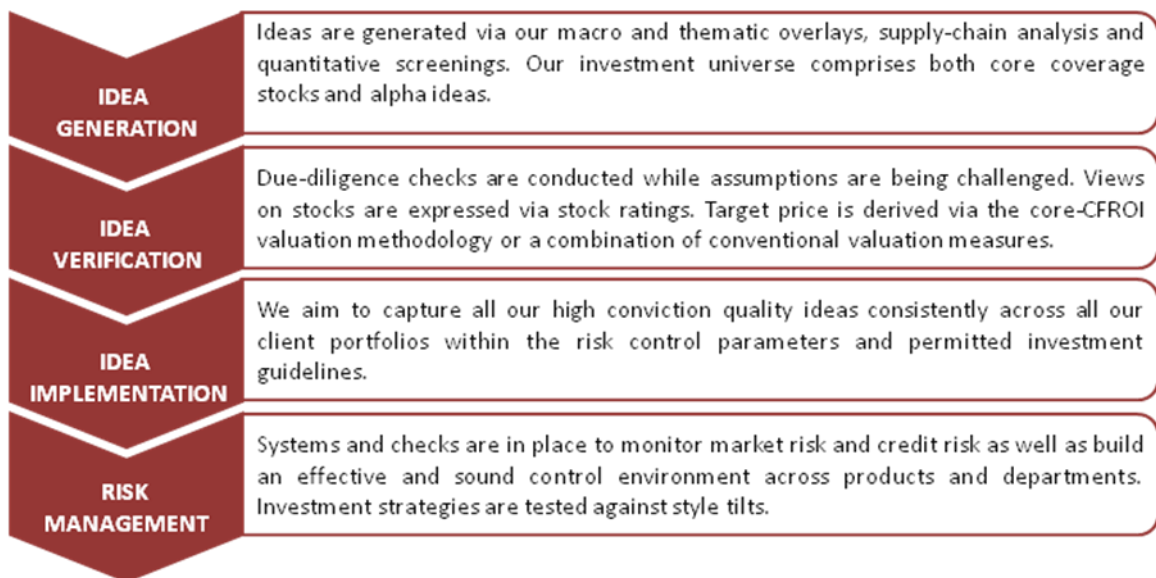 IDEA
GENERATION
Ideas are generated via our macro and thematic overlays, supply-chain analysis and
quantitative screenings. Our investment universe comprises both core coverage
stocks and alpha ideas.
IDEA
VERIFICATION
Due-diligence checks are conducted while assumptions are being challenged. Views
on stocks are expressed via stock ratings. Target price is derived via the core-CFROI
valuation methodology or a combination of conventional valuation measures.
IDEA
IMPLEMENTATION
We aim to capture all our high conviction quality ideas consistently across all our
client portfolios within the risk control parameters and permitted investment
guidelines.
RISK
MANAGEMENT
Systems and checks are in place to monitor market risk and credit risk as well as build
an effective and sound control environment across products and departments.
Investment strategies are tested against style tilts.